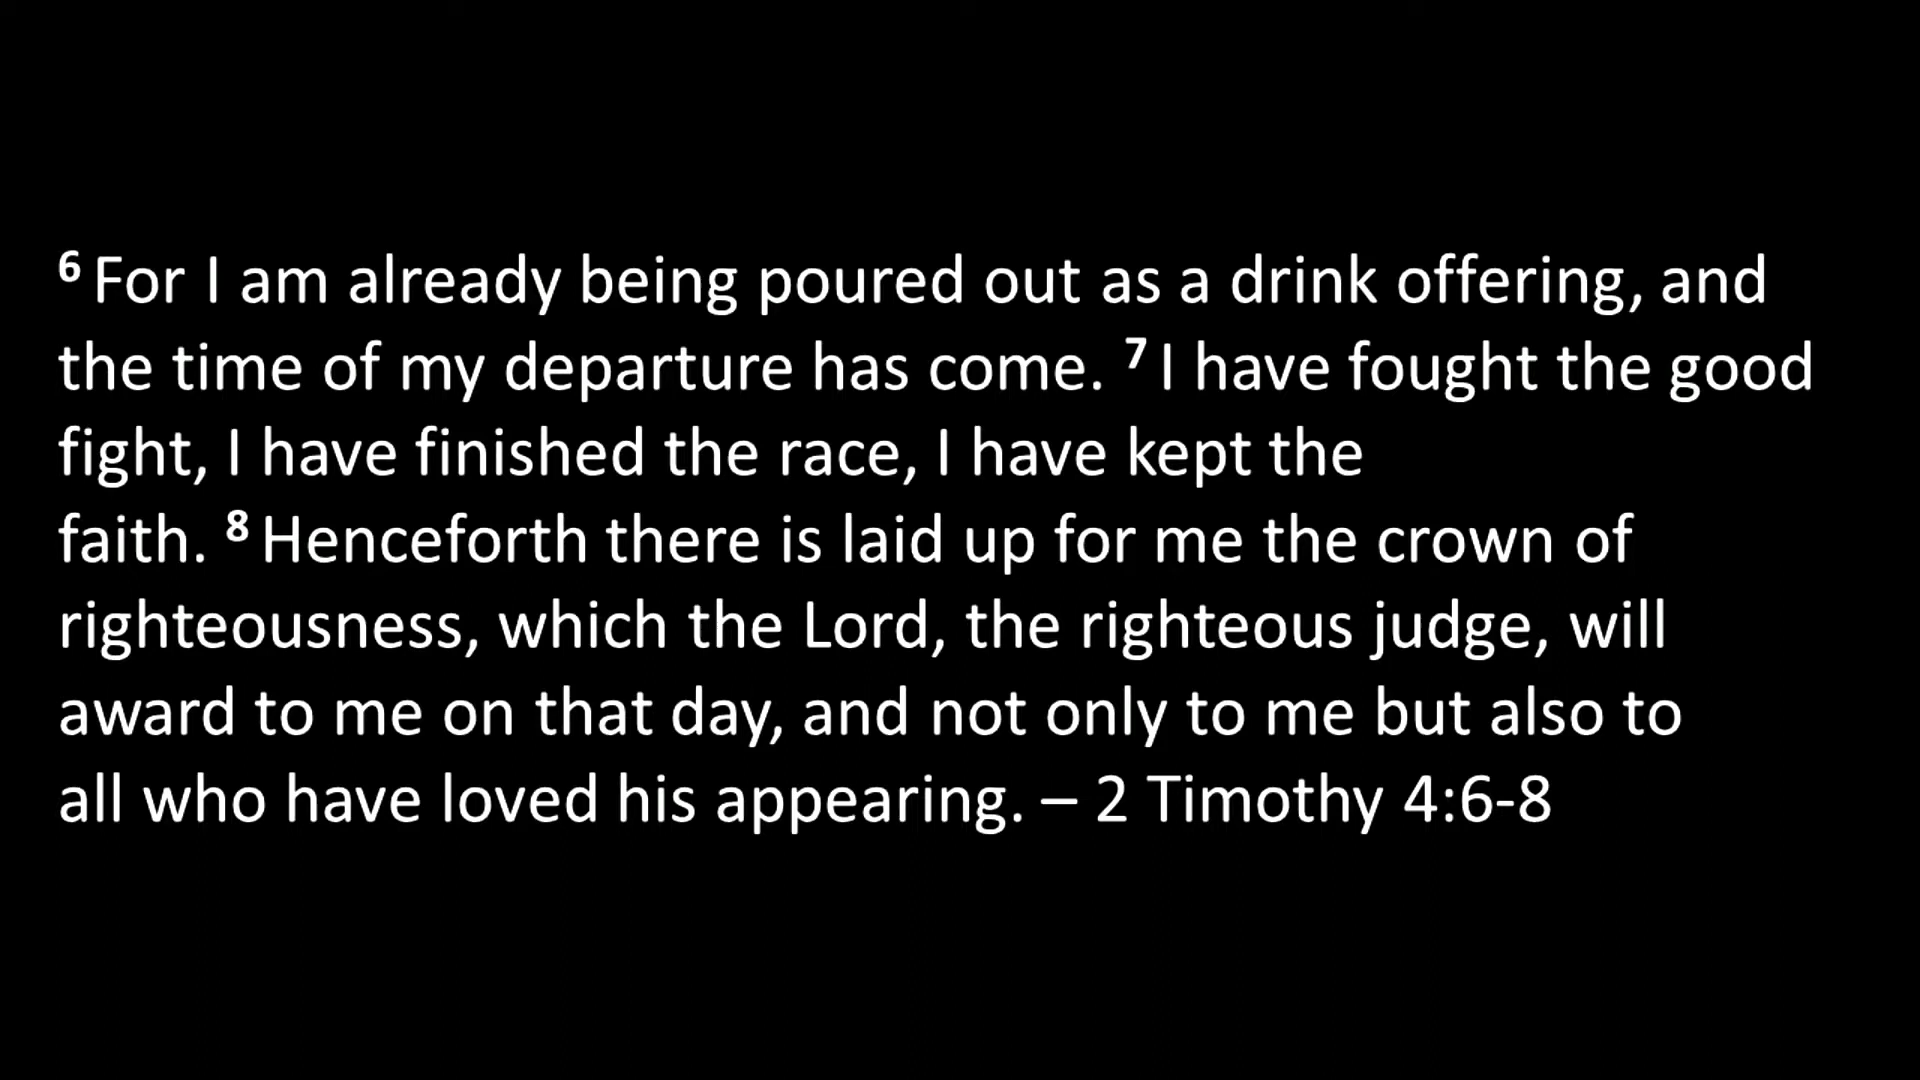 ⁶ For I am already being poured out as a drink offering, and
the time of my departure has come. ⁷ I have fought the good
fight, I have finished the race, I have kept the
faith. ⁸ Henceforth there is laid up for me the crown of
righteousness, which the Lord, the righteous judge, will
award to me on that day, and not only to me but also to
all who have loved his appearing. – 2 Timothy 4:6-8